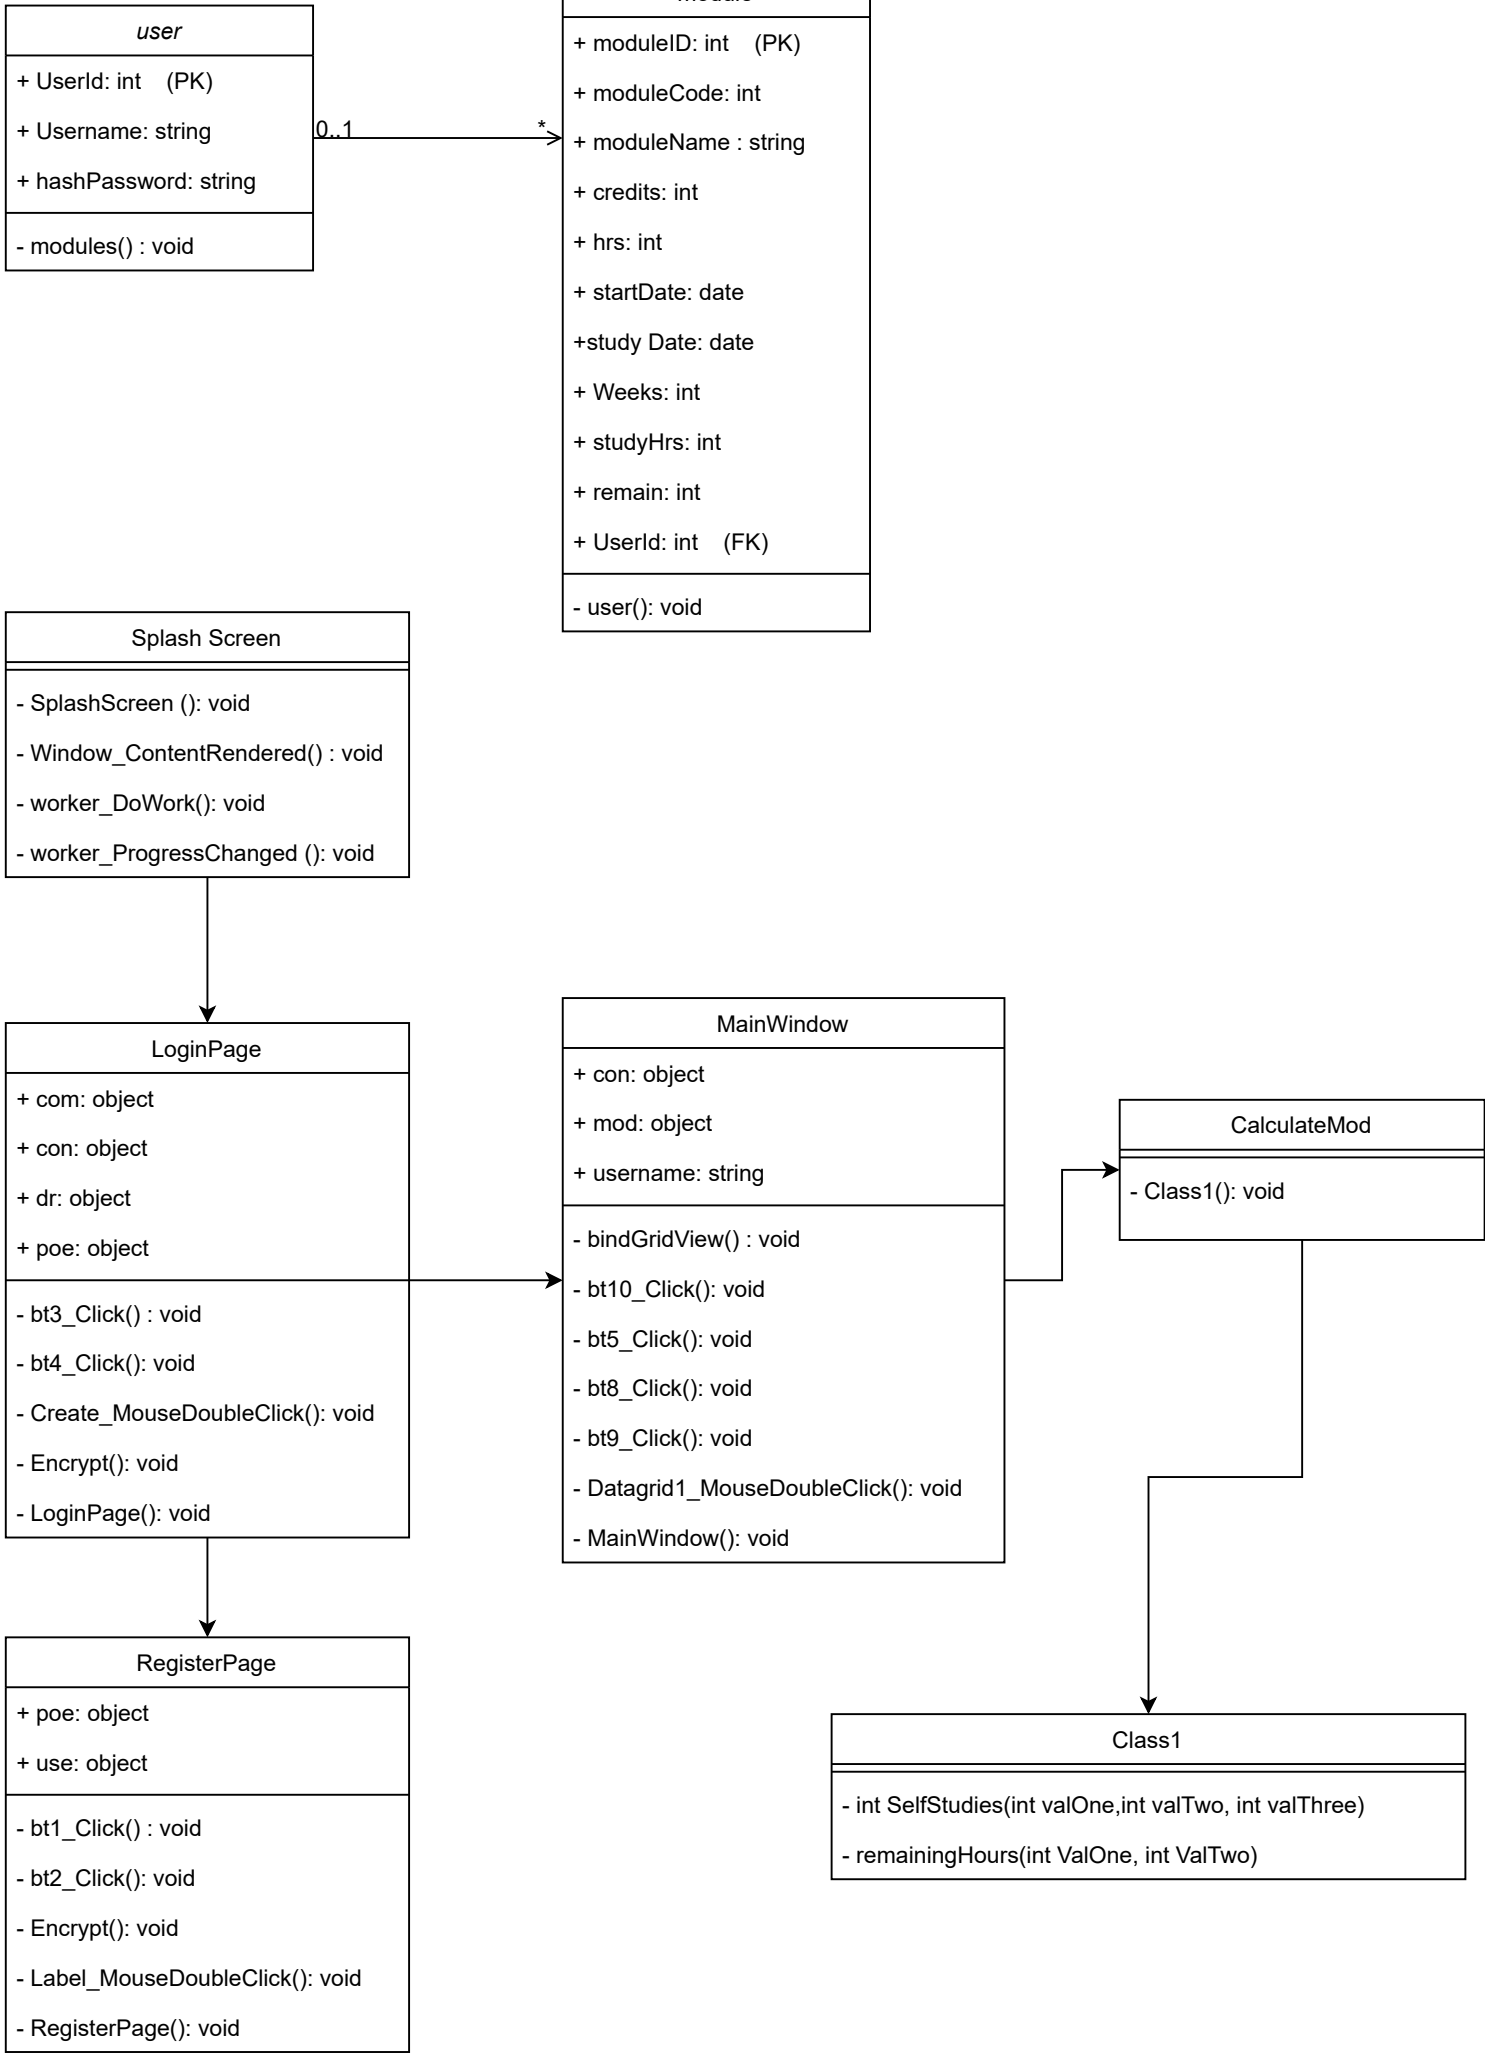 user
+ UserId: int    (PK)
+ Username: string
+ hashPassword: string
- modules() : void
0..1
*
+ moduleID: int    (PK)
+ moduleCode: int
+ moduleName : string
+ credits: int
+ hrs: int
+ startDate: date
+study Date: date
+ Weeks: int
+ studyHrs: int
+ remain: int
+ UserId: int    (FK)
- user(): void
Splash Screen
- SplashScreen (): void
- Window_ContentRendered() : void
- worker_DoWork(): void
- worker_ProgressChanged (): void
LoginPage
+ com: object
+ con: object
+ dr: object
+ poe: object
- bt3_Click() : void
- bt4_Click(): void
- Create_MouseDoubleClick(): void
- Encrypt(): void
- LoginPage(): void
MainWindow
+ con: object
+ mod: object
+ username: string
- bindGridView() : void
- bt10_Click(): void
- bt5_Click(): void
- bt8_Click(): void
- bt9_Click(): void
- Datagrid1_MouseDoubleClick(): void
- MainWindow(): void
CalculateMod
- Class1(): void
RegisterPage
+ poe: object
+ use: object
- bt1_Click() : void
- bt2_Click(): void
- Encrypt(): void
- Label_MouseDoubleClick(): void
- RegisterPage(): void
Class1
- int SelfStudies(int valOne,int valTwo, int valThree)
- remainingHours(int ValOne, int ValTwo)